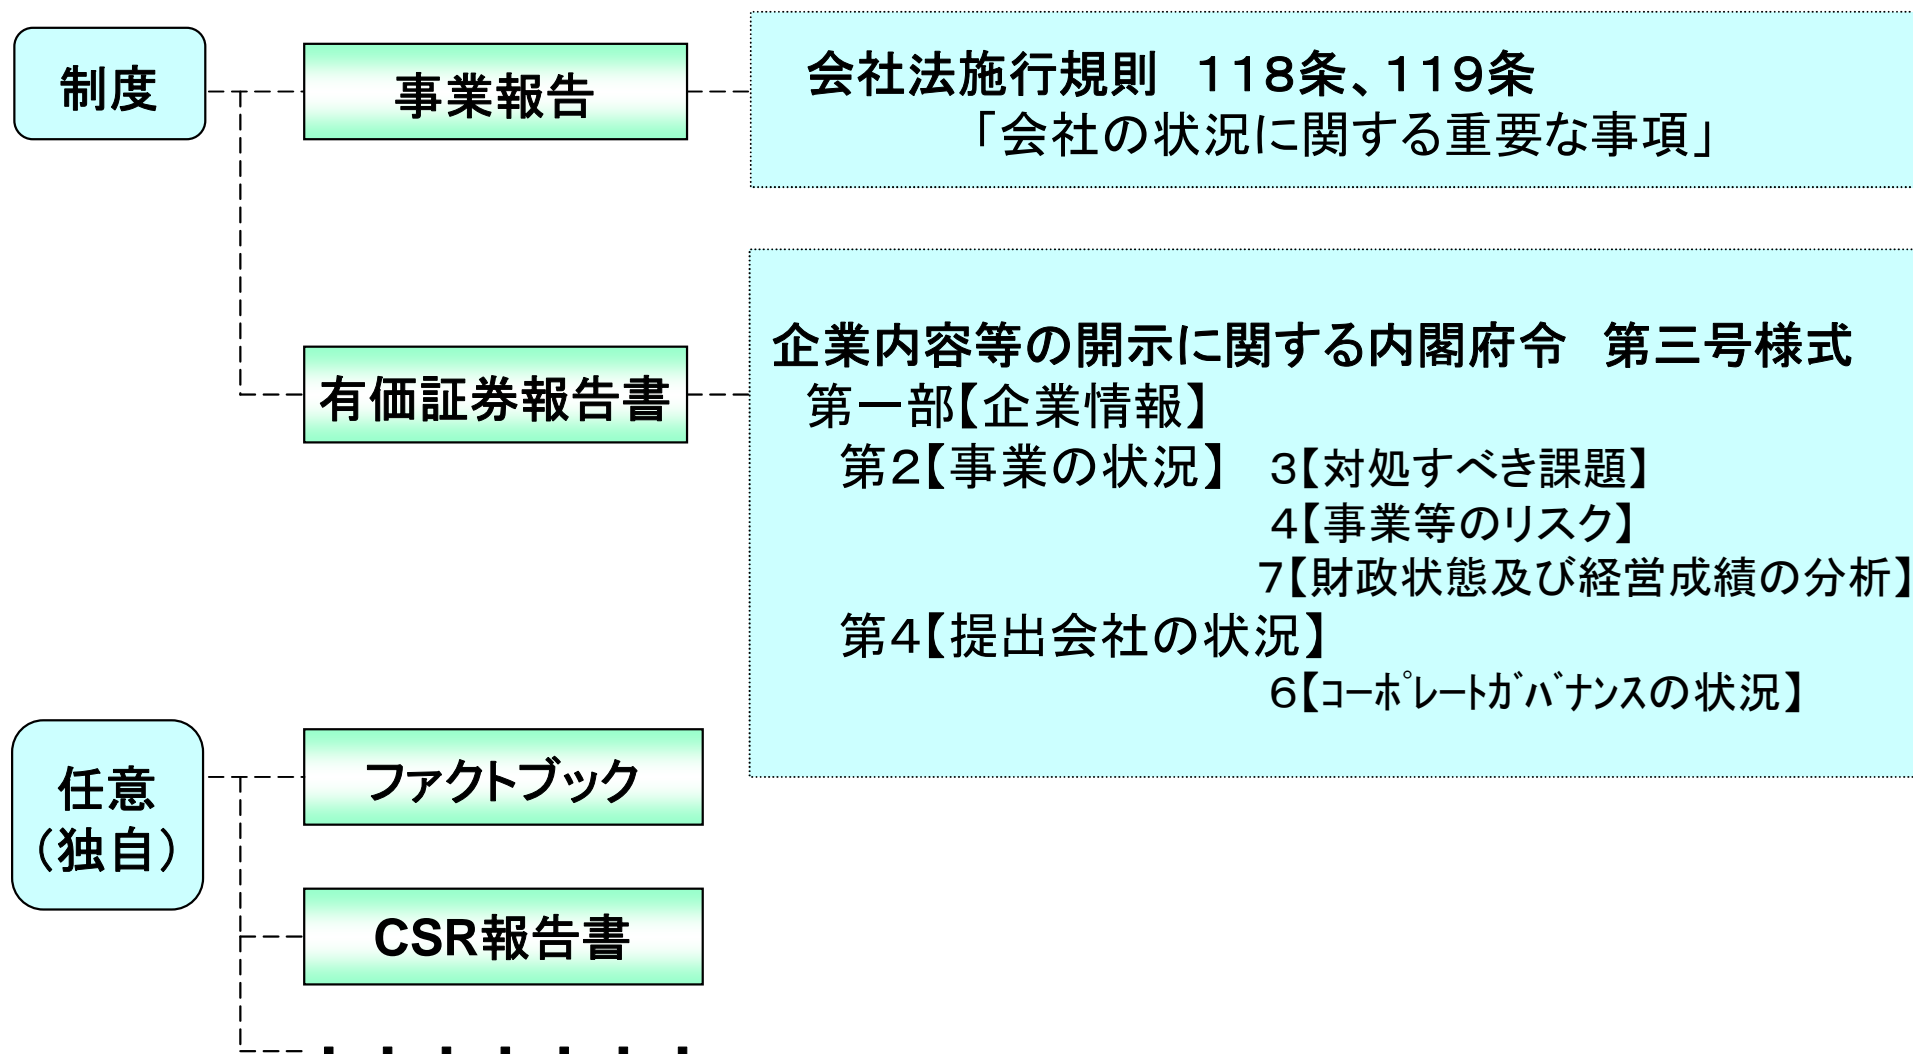 制度
事業報告
会社法施行規則　118条、119条
「会社の状況に関する重要な事項」
有価証券報告書
企業内容等の開示に関する内閣府令　第三号様式
第一部【企業情報】
第2【事業の状況】　3【対処すべき課題】
4【事業等のリスク】
7【財政状態及び経営成績の分析】
第4【提出会社の状況】
6【ｺｰﾎﾟﾚｰﾄｶﾞﾊﾞﾅﾝｽの状況】
任意
（独自）
ファクトブック
CSR報告書
・・・・・・・